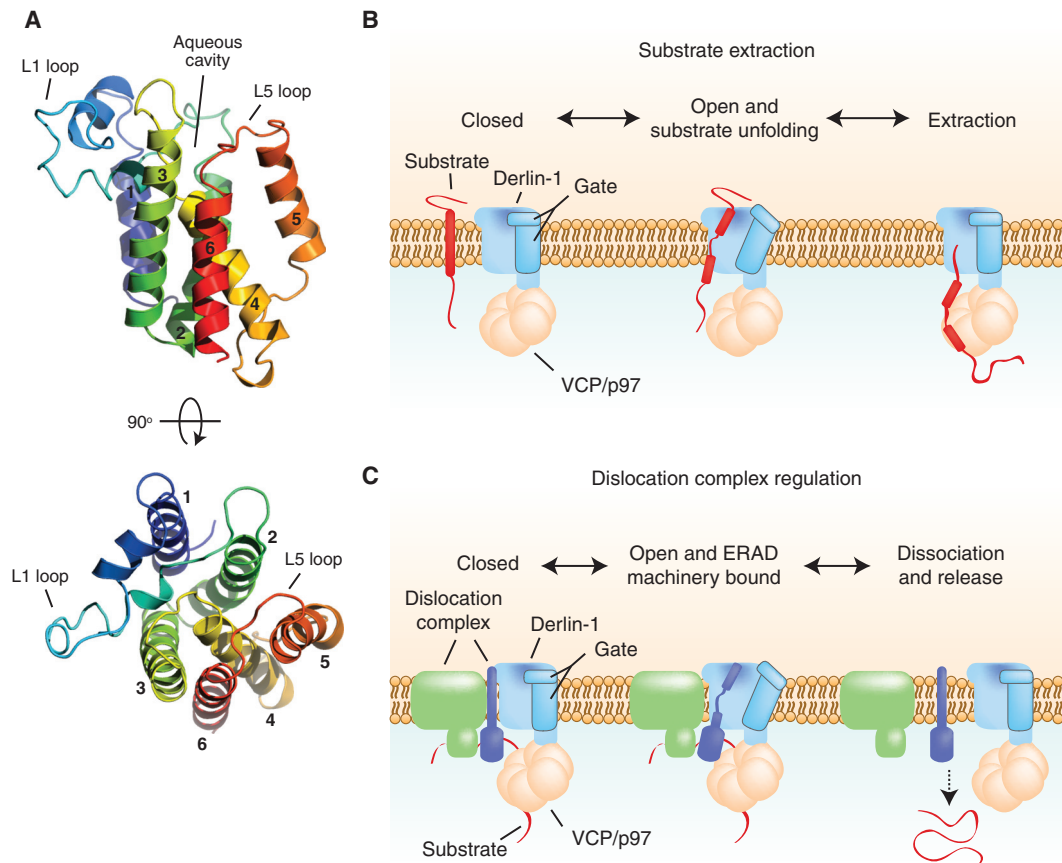 A
L1 loop
Aqueous
cavity
L5 loop
1
3
6
5
4
2
90°
1
2
L5 loop
L1 loop
3
5
4
6
B
Substrate extraction
Closed
Open and
substrate unfolding
Extraction
Substrate
Derlin-1
Gate
VCP/p97
C
Dislocation complex regulation
Closed
Open and ERAD
machinery bound
Dissociation
and release
Dislocation
complex
Derlin-1
Gate
VCP/p97
Substrate